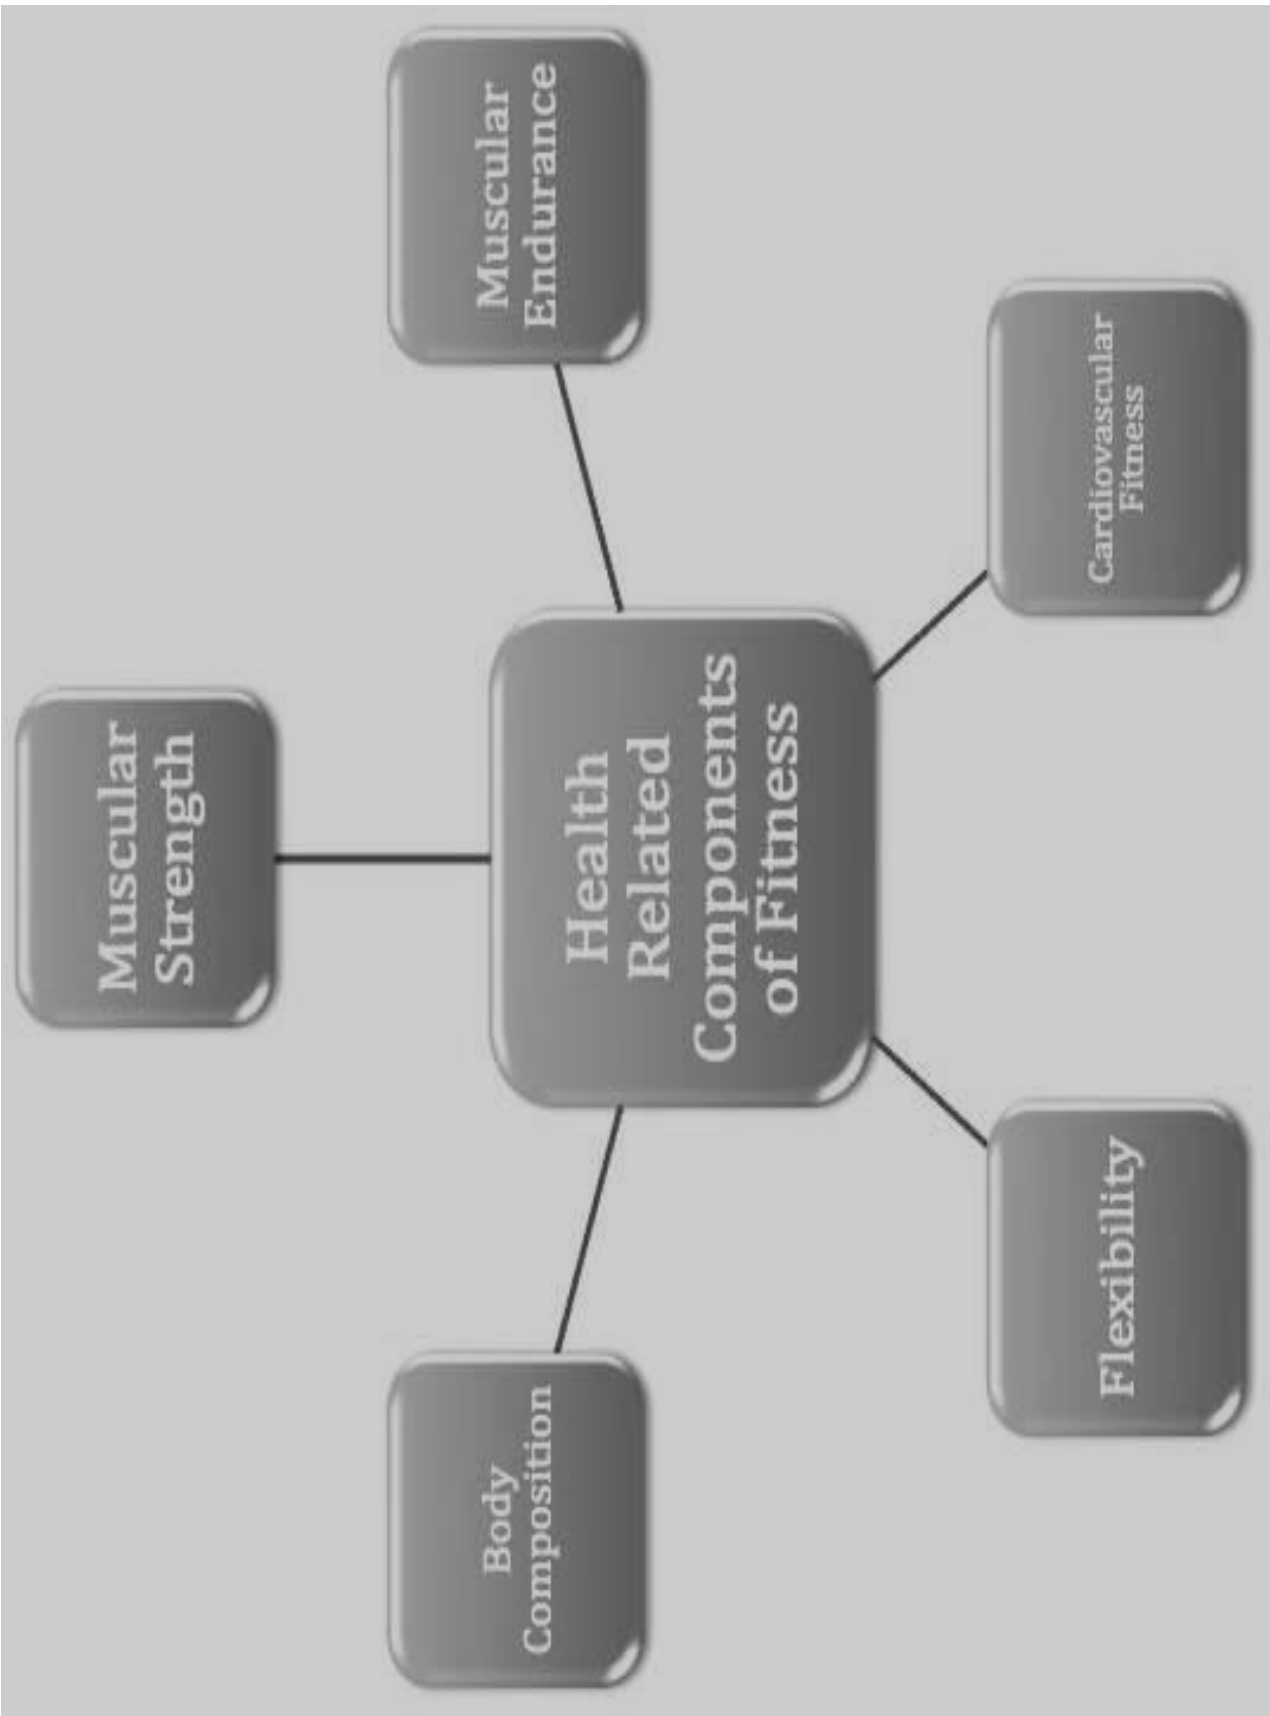 Muscular
Strength
Muscular
Endurance
Cardiovascular
Fitness
Flexibility
Body
Composition
Health
Related
Components
of Fitness